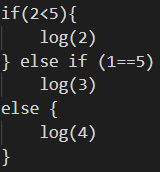 if(2<5){
    log(2)
} else if (1==5)
    log(3)
else {
    log(4)
}